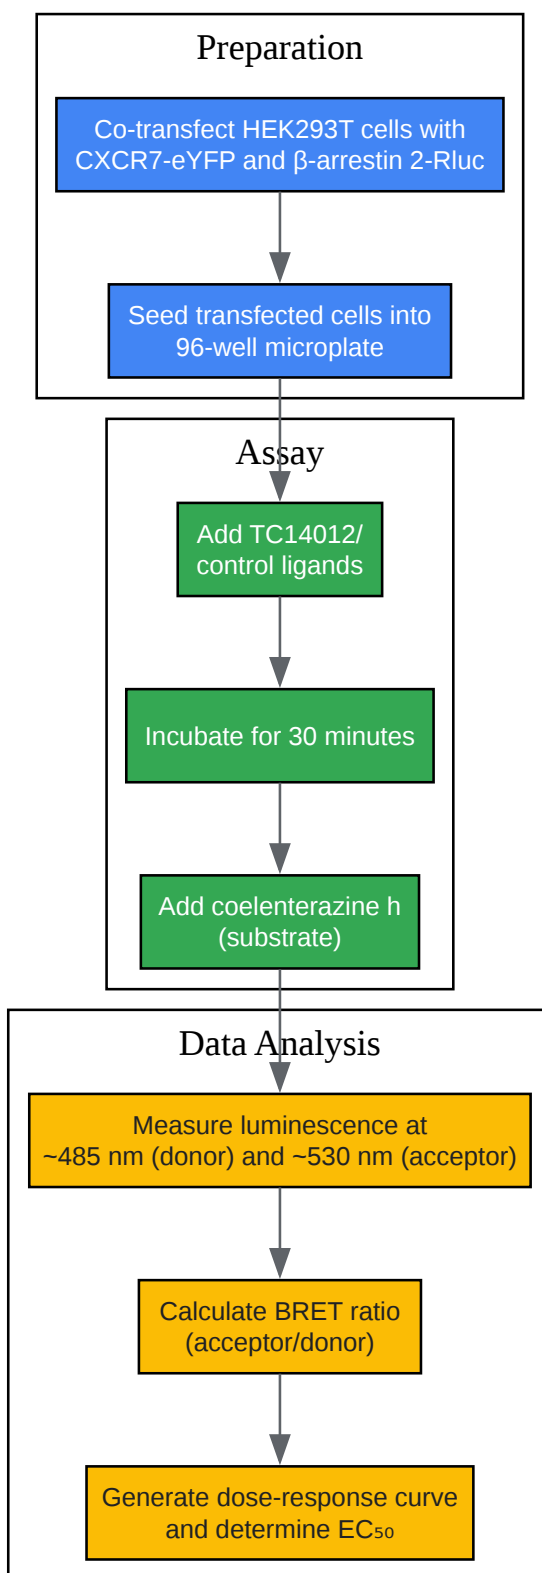 Preparation
Co-transfect HEK293T cells with
CXCR7-eYFP and β-arrestin 2-Rluc
Seed transfected cells into
96-well microplate
Assay
Add TC14012/
control ligands
Incubate for 30 minutes
Add coelenterazine h
(substrate)
Data Analysis
Measure luminescence at
~485 nm (donor) and ~530 nm (acceptor)
Calculate BRET ratio
(acceptor/donor)
Generate dose-response curve
and determine EC₅₀